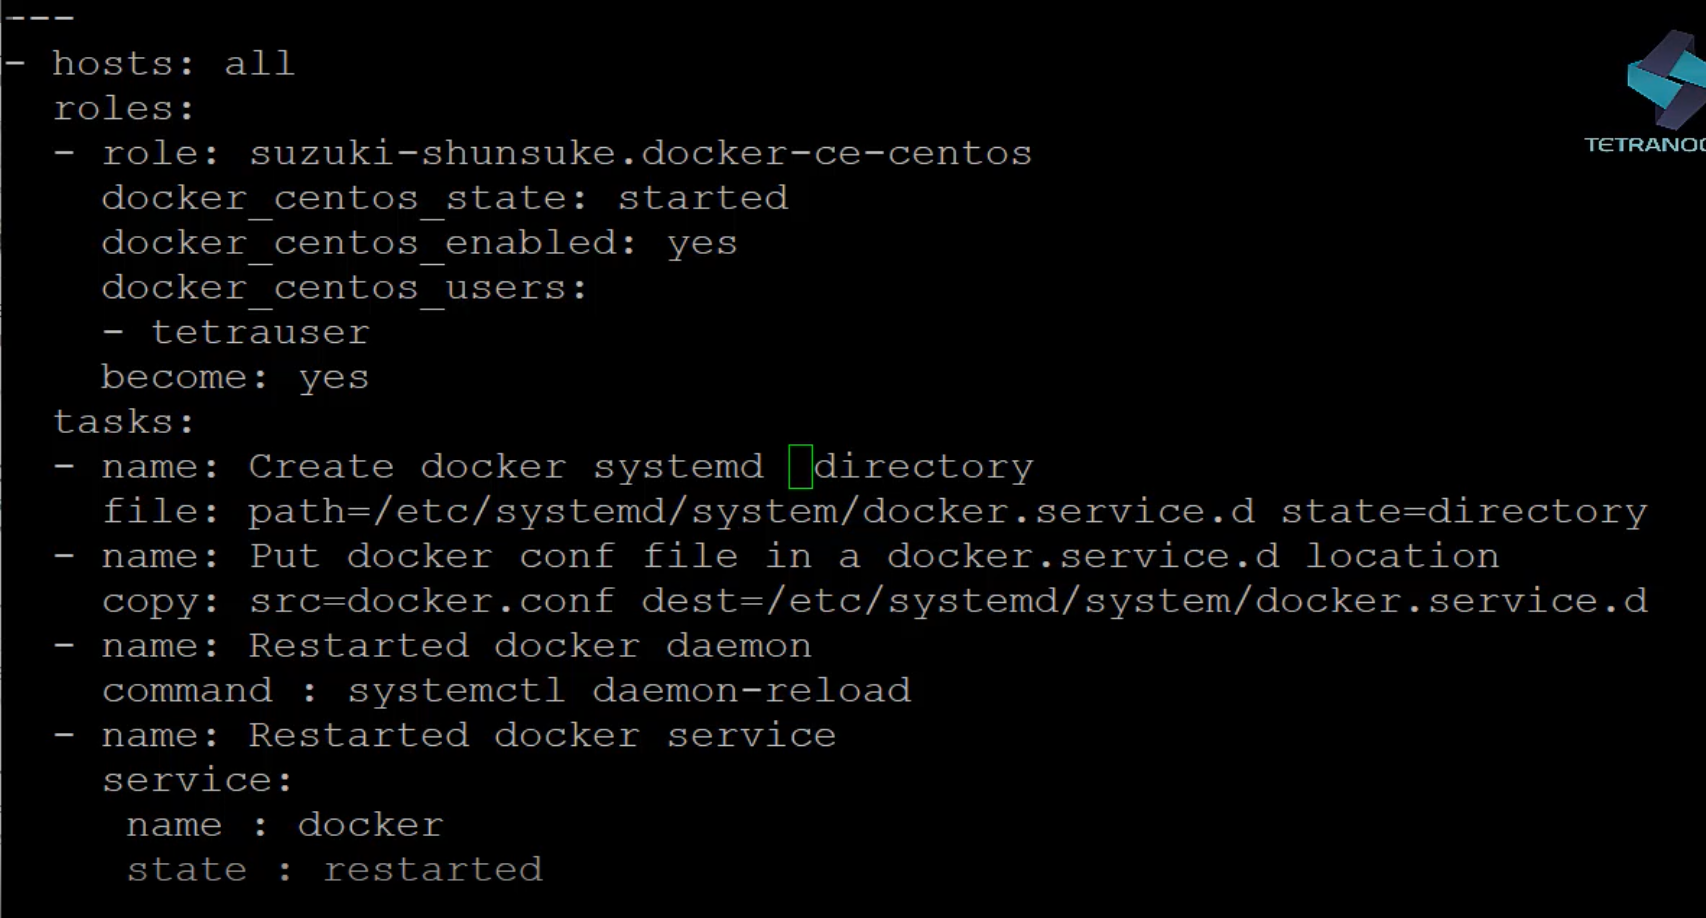 ---
- hosts: all
  roles:
  - role: suzuki-shunsuke.docker-ce-centos
    docker_centos_state: started
    docker_centos_enabled: yes
    docker_centos_users:
    - tetrauser
    become: yes
  tasks:
  - name: Create docker systemd  directory
    file: path=/etc/systemd/system/docker.service.d state=directory
  - name: Put docker conf file in a docker.service.d location
    copy: src=docker.conf dest=/etc/systemd/system/docker.service.d
  - name: Restarted docker daemon
    command : systemctl daemon-reload
  - name: Restarted docker service
    service:
     name : docker
     state : restarted